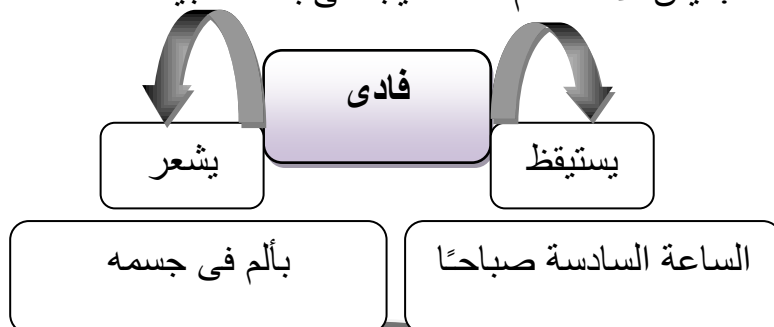 فادى
يستيقظ
يشعر
الساعة السادسة صباحًا
بألم فى جسمه